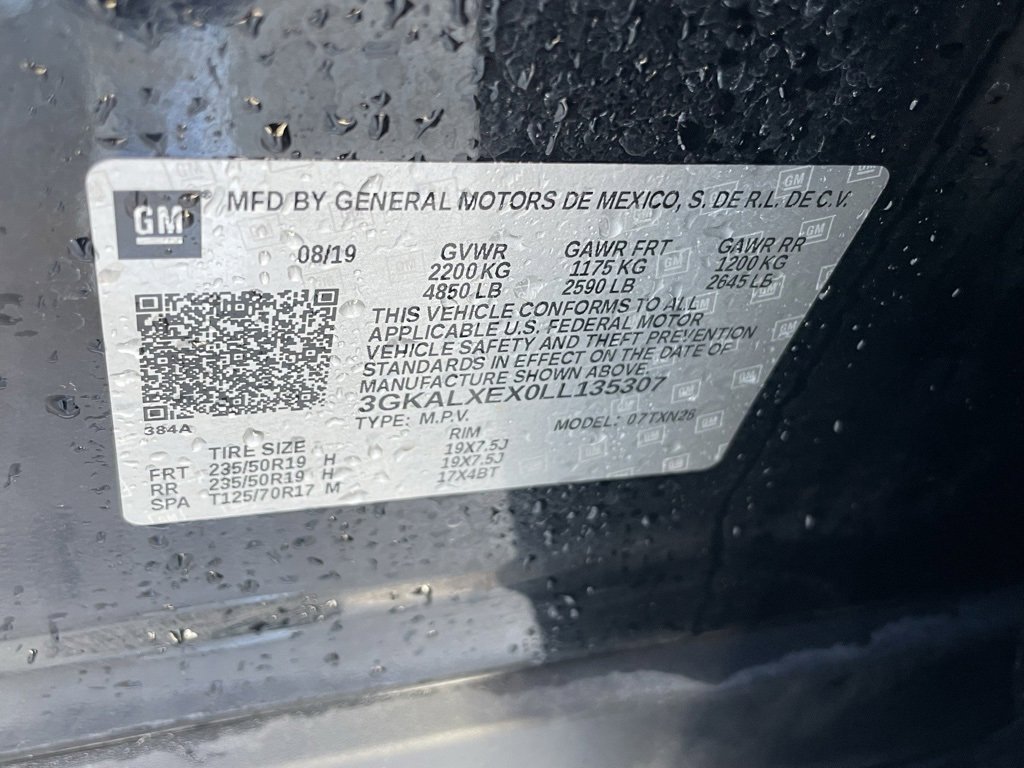 GM® MFD BY GENERAL MOTORS DE MEXICO, S. DE R.L. DE C.V.
08/19 GVWR GAWR FRT GAWR RR
2200 KG 1175 KG 1200 KG
4850 LB 2590 LB 2645 LB
THIS VEHICLE CONFORMS TO ALL
APPLICABLE U.S. FEDERAL MOTOR
VEHICLE SAFETY AND THEFT PREVENTION
STANDARDS IN EFFECT ON THE DATE OF
MANUFACTURE SHOWN ABOVE.
3GKALXEX0LL135307
384A TYPE: M.P.V. MODEL: 07TXN26
TIRE SIZE RIM
FRT 235/50R19 H 19X7.5J
RR 235/50R19 H 19X7.5J
SPA T125/70R17 M 17X4BT